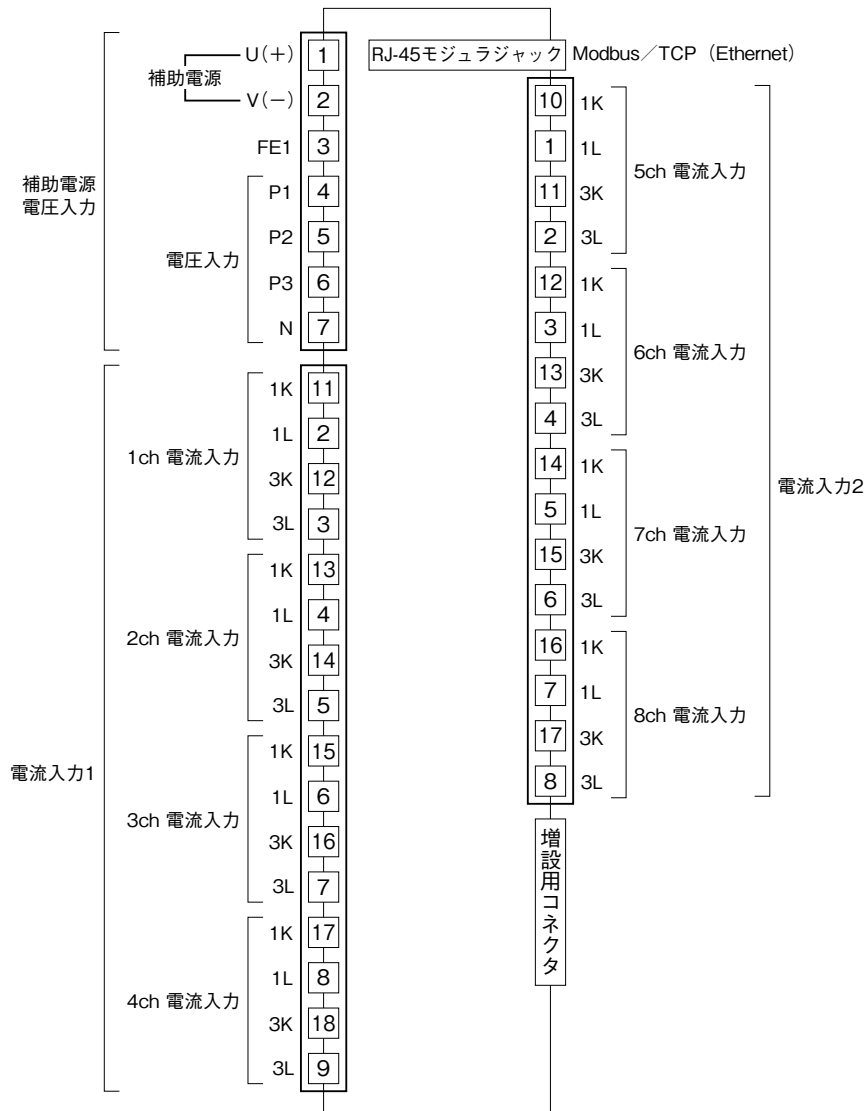 補助電源
電圧入力
補助電源
U(+) 1
V(−) 2
FE1 3
電圧入力
P1 4
P2 5
P3 6
N 7
電流入力1
1ch 電流入力
1K 11
1L 2
3K 12
3L 3
2ch 電流入力
1K 13
1L 4
3K 14
3L 5
3ch 電流入力
1K 15
1L 6
3K 16
3L 7
4ch 電流入力
1K 17
1L 8
3K 18
3L 9
RJ-45モジュラジャック Modbus/TCP(Ethernet)
10 1K
1 1L
11 3K
2 3L
5ch 電流入力
12 1K
3 1L
13 3K
4 3L
6ch 電流入力
14 1K
5 1L
15 3K
6 3L
7ch 電流入力
16 1K
7 1L
17 3K
8 3L
8ch 電流入力
電流入力2
増設用コネクタ